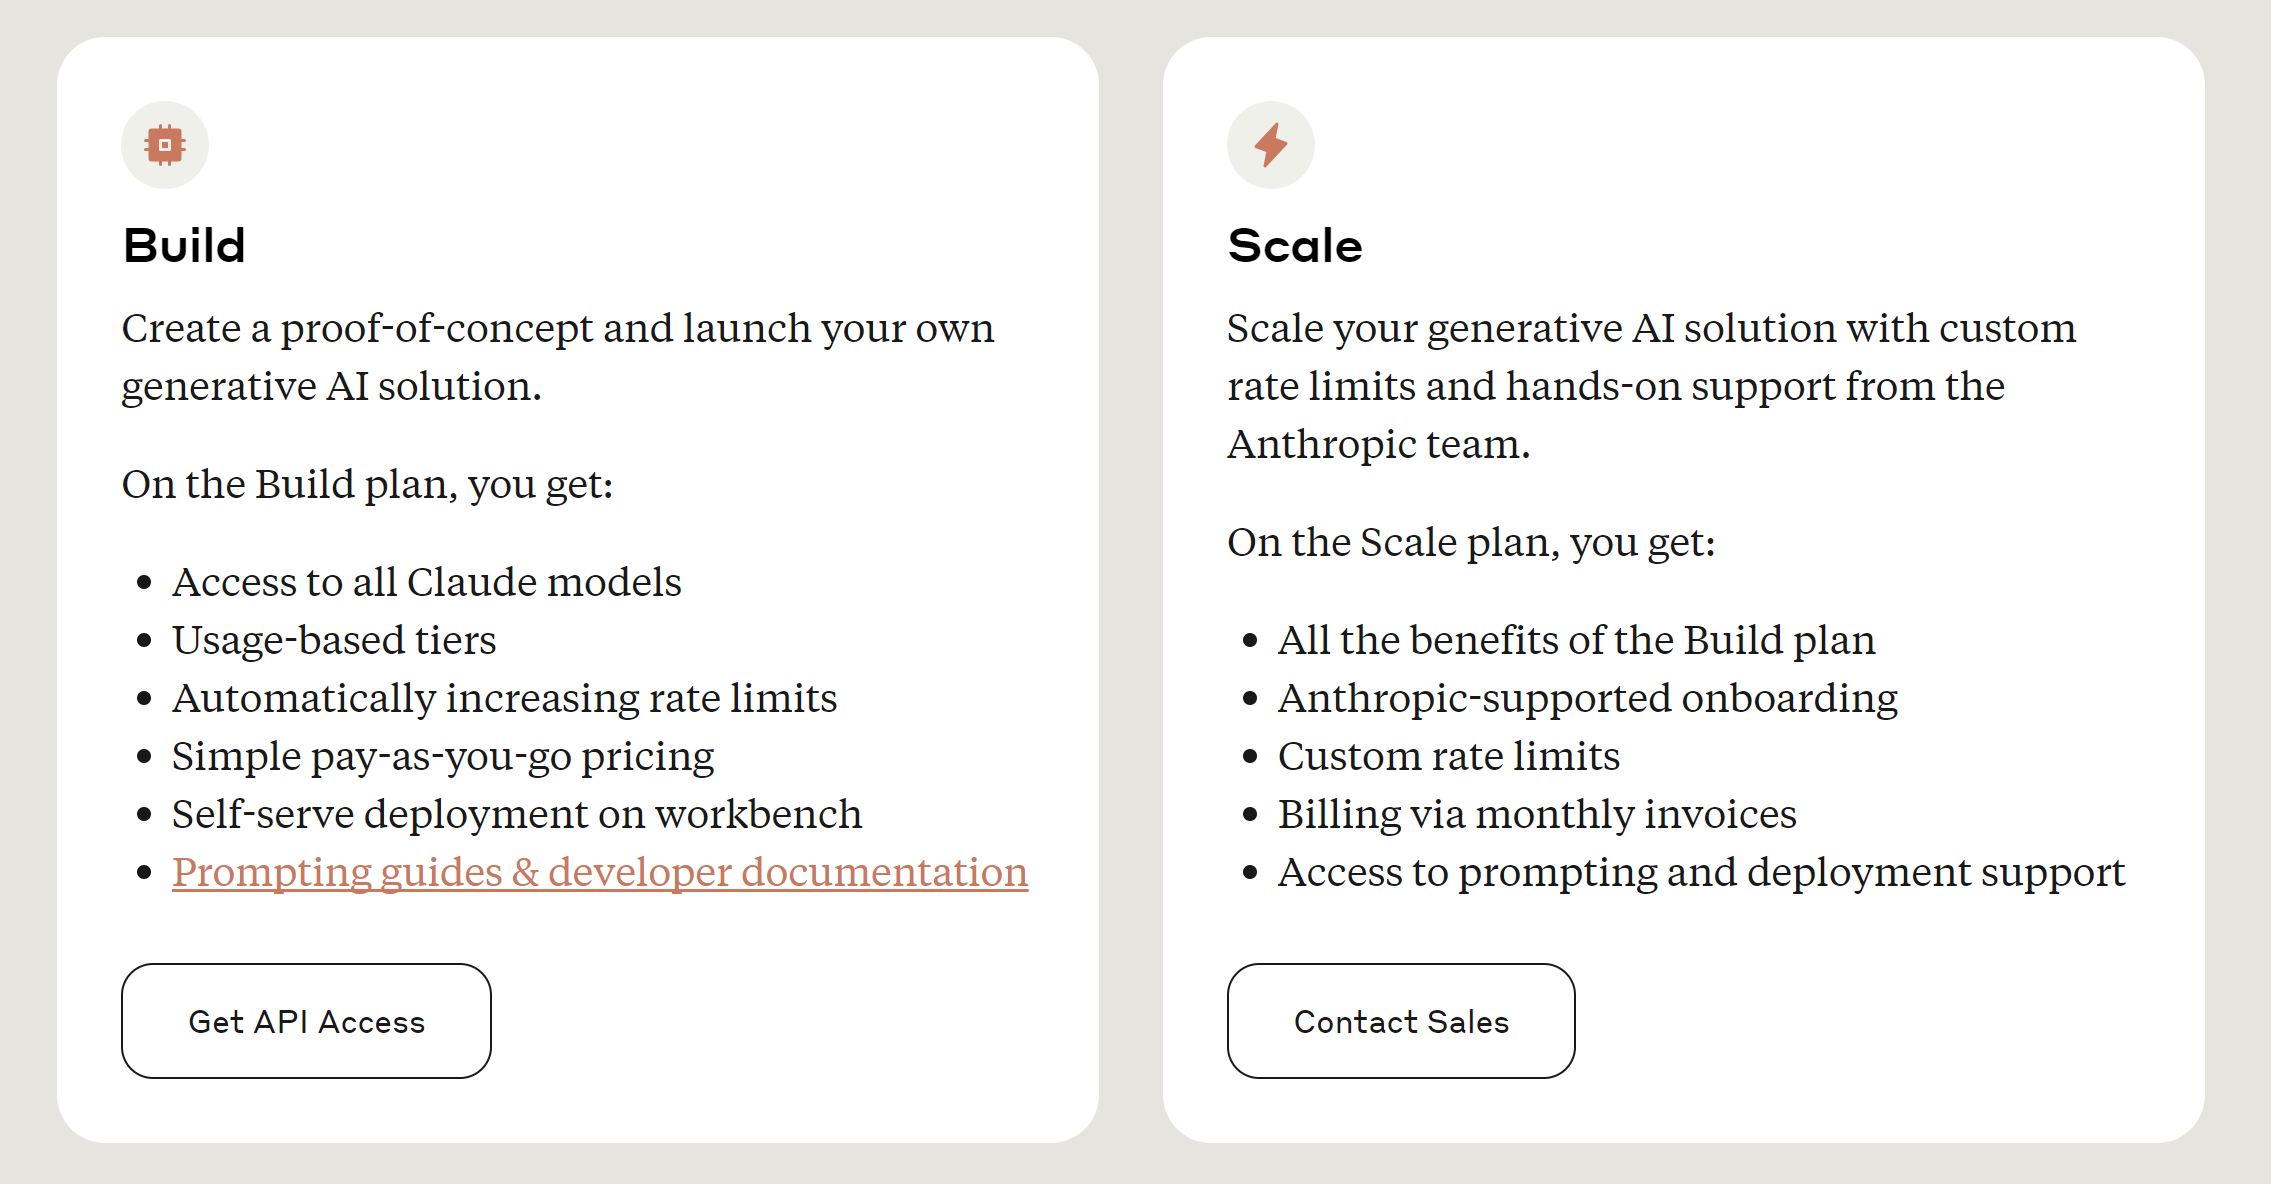 Build
Create a proof-of-concept and launch your own
generative AI solution.
On the Build plan, you get:
Access to all Claude models
Usage-based tiers
Automatically increasing rate limits
Simple pay-as-you-go pricing
Self-serve deployment on workbench
Prompting guides & developer documentation
Get API Access
Scale
Scale your generative AI solution with custom
rate limits and hands-on support from the
Anthropic team.
On the Scale plan, you get:
All the benefits of the Build plan
Anthropic-supported onboarding
Custom rate limits
Billing via monthly invoices
Access to prompting and deployment support
Contact Sales